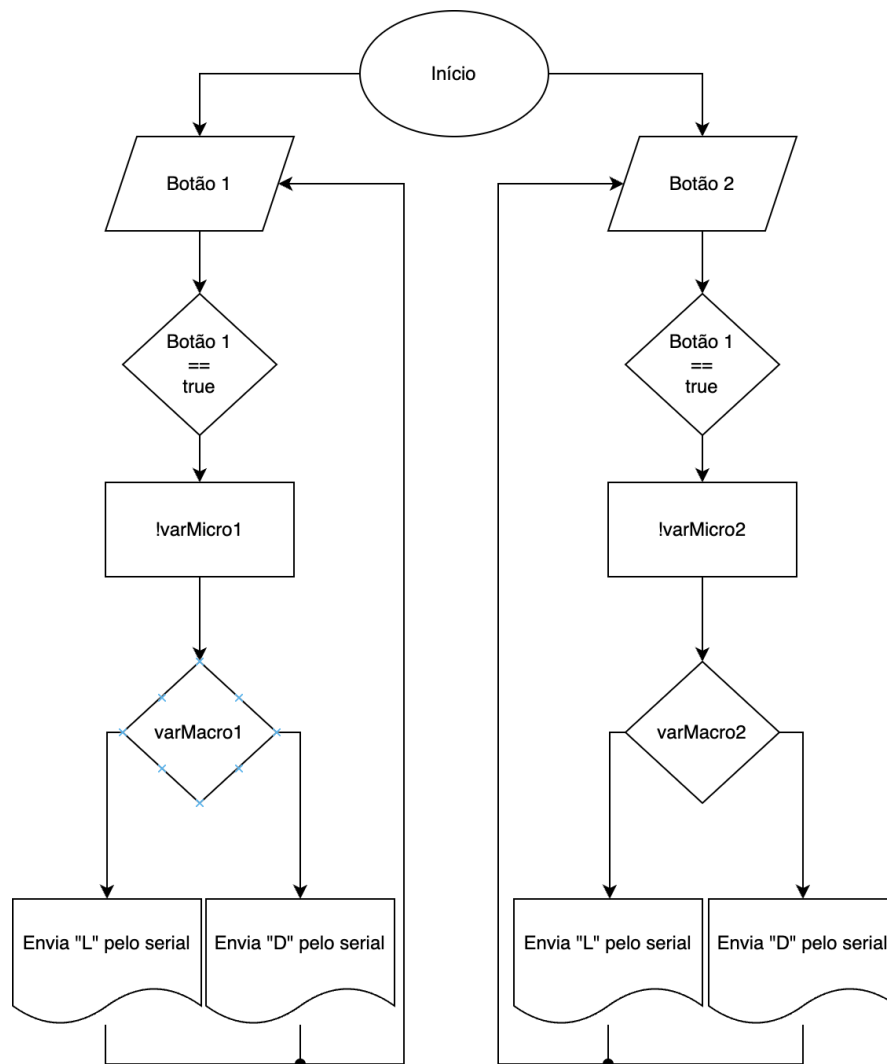 Início
Botão 1
Botão 2
Botão 1
==
true
Botão 1
==
true
!varMicro1
!varMicro2
varMacro1
varMacro2
Envia "L" pelo serial
Envia "D" pelo serial
Envia "L" pelo serial
Envia "D" pelo serial